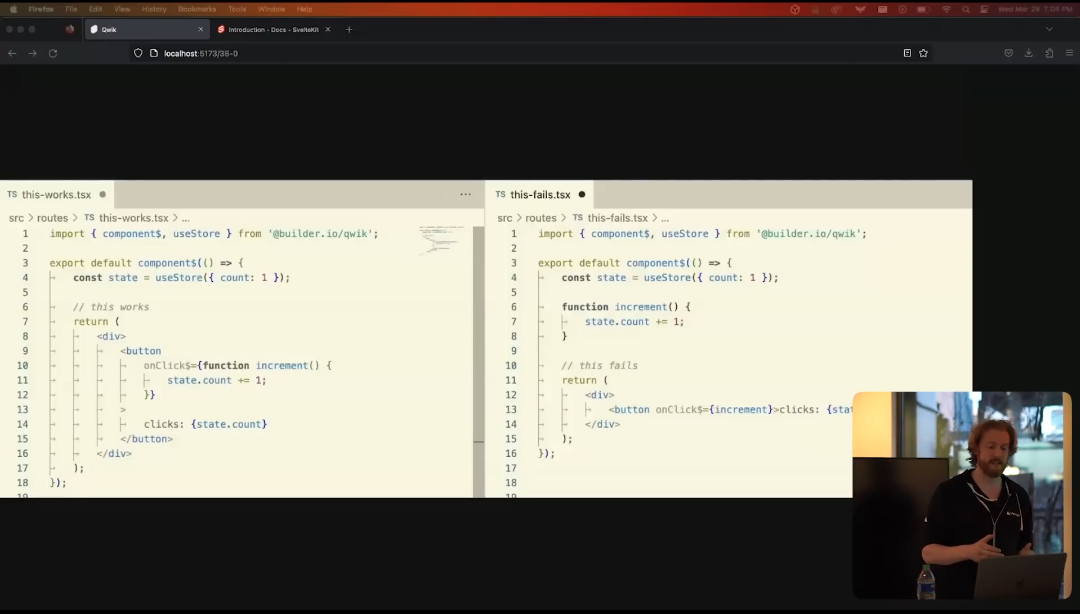 Firefox File Edit View History Bookmarks Tools Window Help
Qwik
Introduction • Docs • SvelteKit
localhost:5173/38-0
TS this-works.tsx
src > routes > TS this-works.tsx > ...
1 import { component$, useStore } from '@builder.io/qwik';
2
3 export default component$(() => {
4 const state = useStore({ count: 1 });
5
6 // this works
7 return (
8 <div>
9 <button
10 onClick$={function increment() {
11 state.count += 1;
12 }}
13 >
14 clicks: {state.count}
15 </button>
16 </div>
17 );
18 });
19
TS this-fails.tsx
src > routes > TS this-fails.tsx > ...
1 import { component$, useStore } from '@builder.io/qwik';
2
3 export default component$(() => {
4 const state = useStore({ count: 1 });
5
6 function increment() {
7 state.count += 1;
8 }
9
10 // this fails
11 return (
12 <div>
13 <button onClick$={increment}>clicks: {stat
14 </div>
15 );
16 });
17
18
19